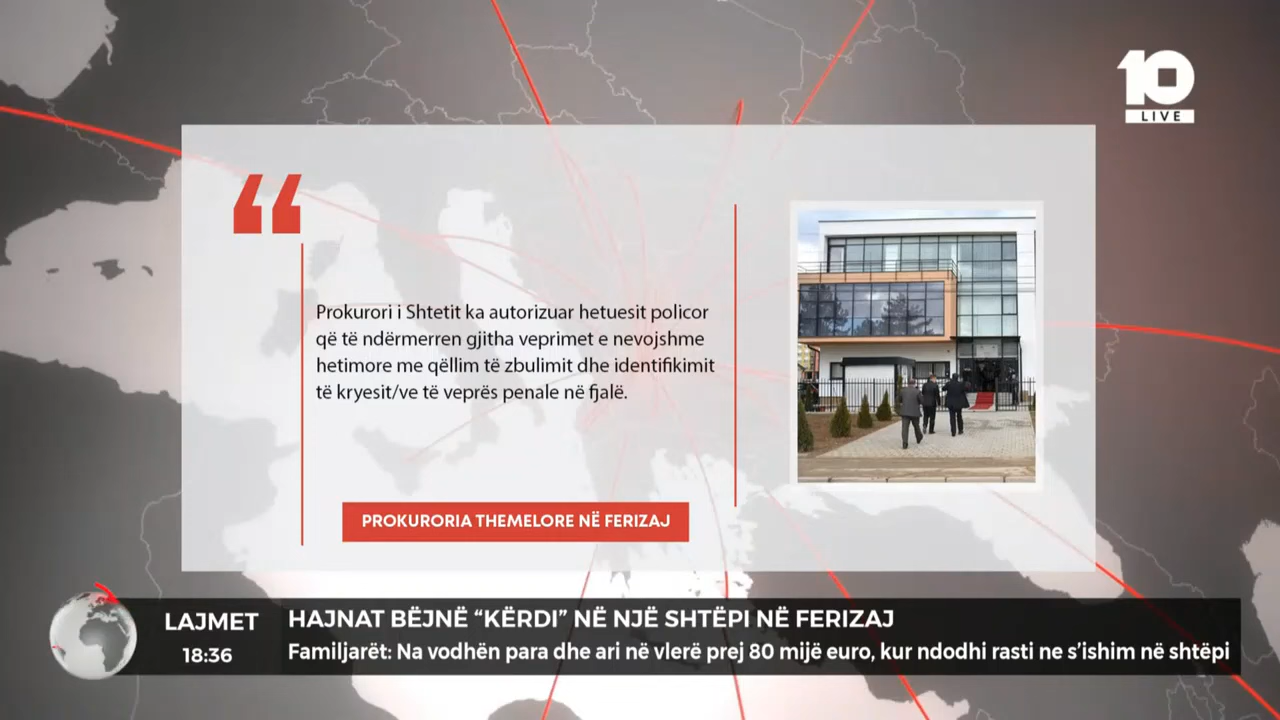 10
LIVE
“
Prokurori i Shtetit ka autorizuar hetuesit policor
që të ndërmerren gjitha veprimet e nevojshme
hetimore me qëllim të zbulimit dhe identifikimit
të kryesit/ve të veprës penale në fjalë.
PROKURORIA THEMELORE NË FERIZAJ
LAJMET
18:36
HAJNAT BËJNË “KËRDI” NË NJË SHTËPI NË FERIZAJ
Familjarët: Na vodhën para dhe ari në vlerë prej 80 mijë euro, kur ndodhi rasti ne s’ishim në shtëpi